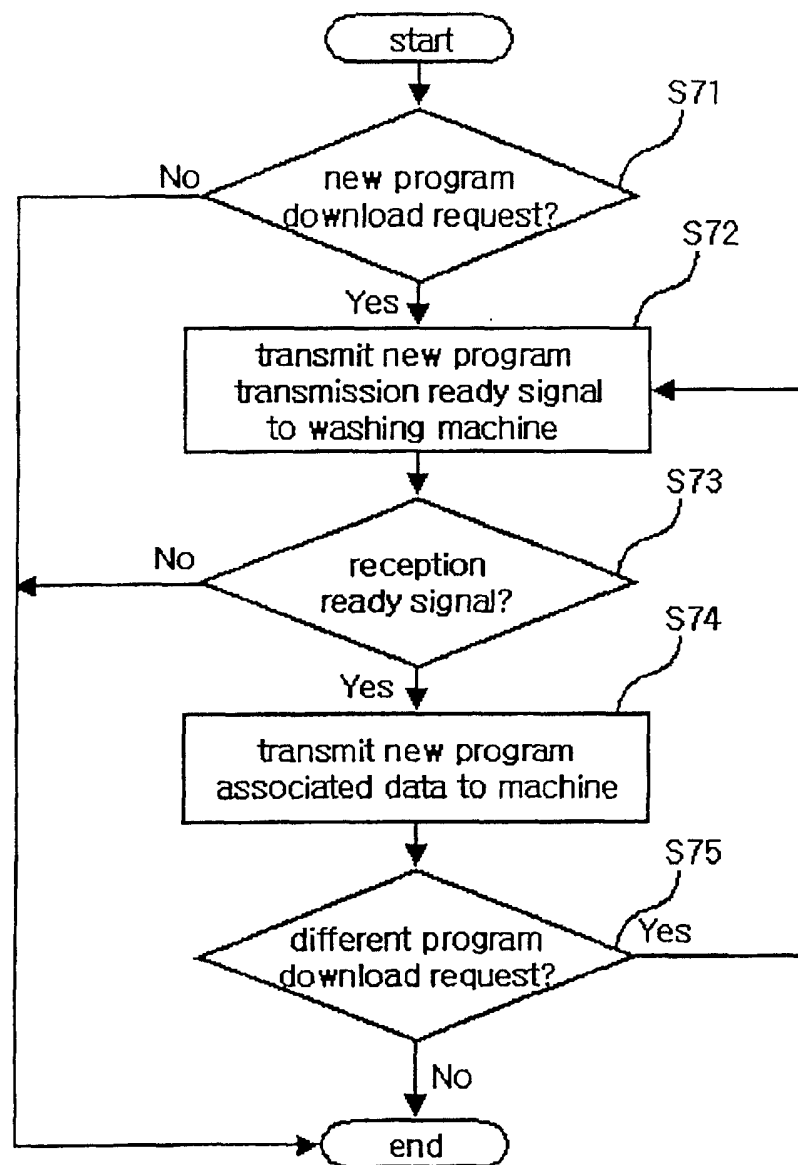 start
S71
No
new program
download request?
S72
Yes
transmit new program
transmission ready signal
to washing machine
S73
No
reception
ready signal?
S74
Yes
transmit new program
associated data to machine
S75
Yes
different program
download request?
No
end